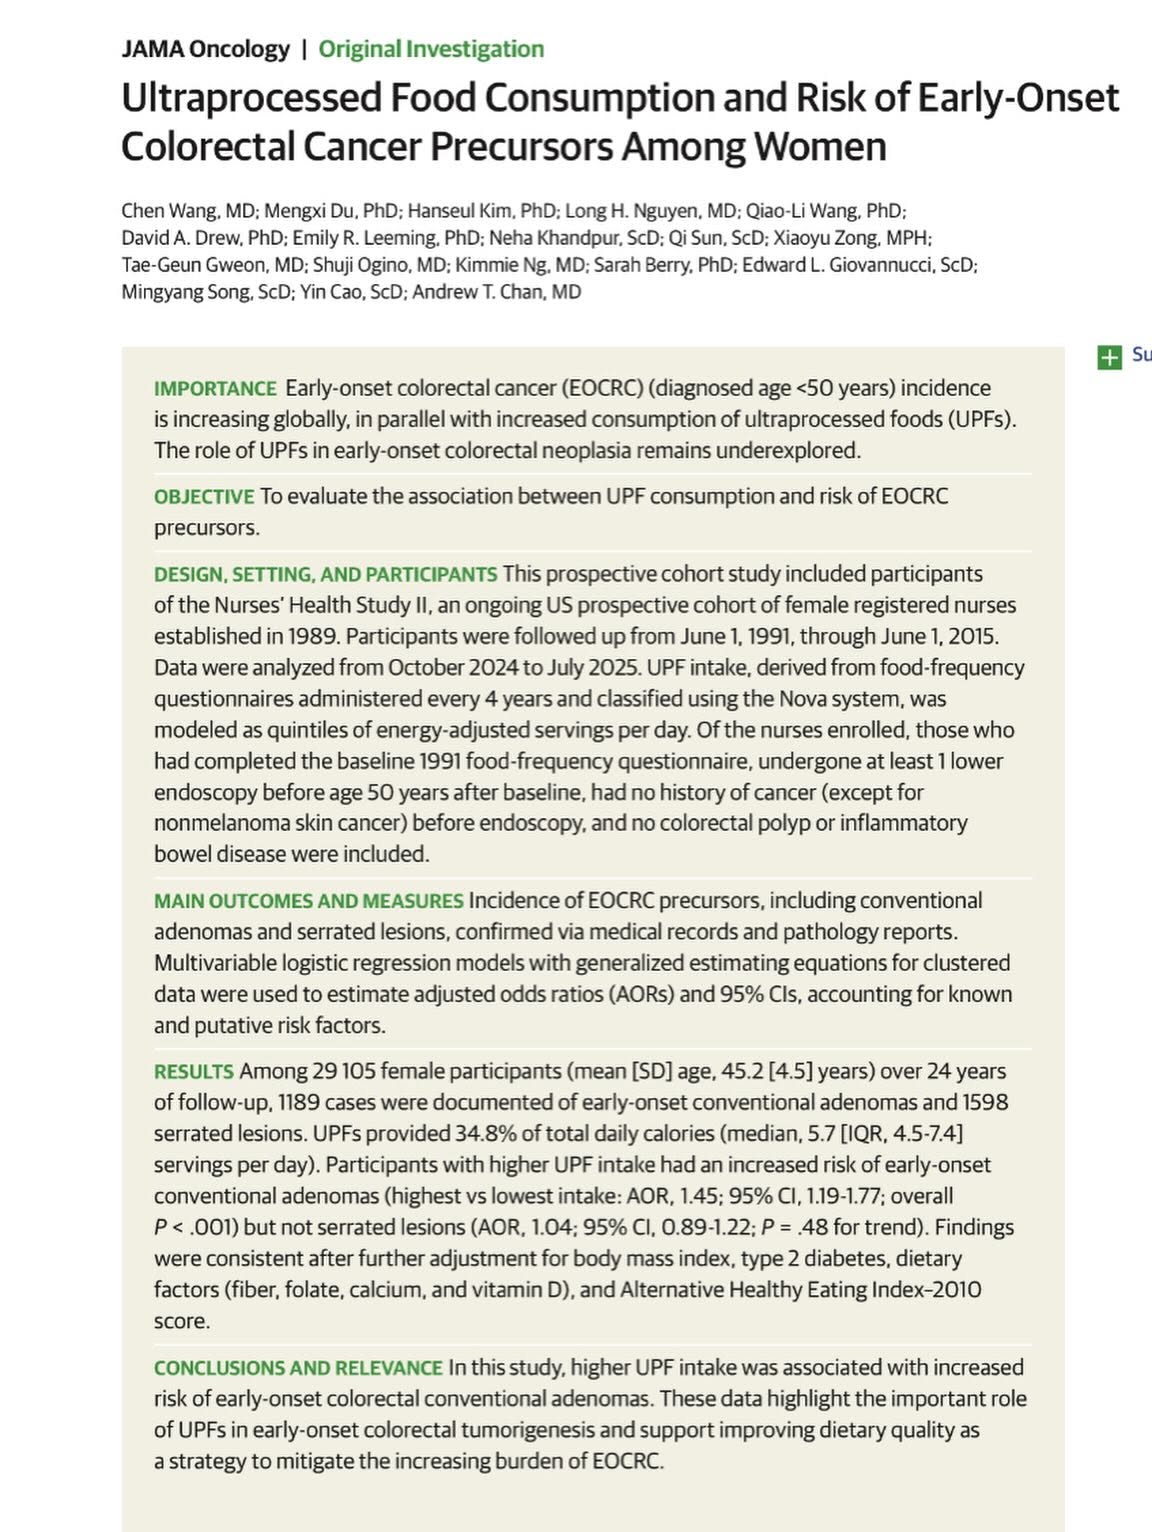 JAMA Oncology | Original Investigation
Ultraprocessed Food Consumption and Risk of Early-Onset
Colorectal Cancer Precursors Among Women
Chen Wang, MD; Mengxi Du, PhD; Hanseul Kim, PhD; Long H. Nguyen, MD; Qiao-Li Wang, PhD;
David A. Drew, PhD; Emily R. Leeming, PhD; Neha Khandpur, ScD; Qi Sun, ScD; Xiaoyu Zong, MPH;
Tae-Geun Gweon, MD; Shuji Ogino, MD; Kimmie Ng, MD; Sarah Berry, PhD; Edward L. Giovannucci, ScD;
Mingyang Song, ScD; Yin Cao, ScD; Andrew T. Chan, MD
Su
IMPORTANCE Early-onset colorectal cancer (EOCRC) (diagnosed age <50 years) incidence
is increasing globally, in parallel with increased consumption of ultraprocessed foods (UPFs).
The role of UPFs in early-onset colorectal neoplasia remains underexplored.
OBJECTIVE To evaluate the association between UPF consumption and risk of EOCRC
precursors.
DESIGN, SETTING, AND PARTICIPANTS This prospective cohort study included participants
of the Nurses’ Health Study II, an ongoing US prospective cohort of female registered nurses
established in 1989. Participants were followed up from June 1, 1991, through June 1, 2015.
Data were analyzed from October 2024 to July 2025. UPF intake, derived from food-frequency
questionnaires administered every 4 years and classified using the Nova system, was
modeled as quintiles of energy-adjusted servings per day. Of the nurses enrolled, those who
had completed the baseline 1991 food-frequency questionnaire, undergone at least 1 lower
endoscopy before age 50 years after baseline, had no history of cancer (except for
nonmelanoma skin cancer) before endoscopy, and no colorectal polyp or inflammatory
bowel disease were included.
MAIN OUTCOMES AND MEASURES Incidence of EOCRC precursors, including conventional
adenomas and serrated lesions, confirmed via medical records and pathology reports.
Multivariable logistic regression models with generalized estimating equations for clustered
data were used to estimate adjusted odds ratios (AORs) and 95% CIs, accounting for known
and putative risk factors.
RESULTS Among 29 105 female participants (mean [SD] age, 45.2 [4.5] years) over 24 years
of follow-up, 1189 cases were documented of early-onset conventional adenomas and 1598
serrated lesions. UPFs provided 34.8% of total daily calories (median, 5.7 [IQR, 4.5-7.4]
servings per day). Participants with higher UPF intake had an increased risk of early-onset
conventional adenomas (highest vs lowest intake: AOR, 1.45; 95% CI, 1.19-1.77; overall
P < .001) but not serrated lesions (AOR, 1.04; 95% CI, 0.89-1.22; P = .48 for trend). Findings
were consistent after further adjustment for body mass index, type 2 diabetes, dietary
factors (fiber, folate, calcium, and vitamin D), and Alternative Healthy Eating Index–2010
score.
CONCLUSIONS AND RELEVANCE In this study, higher UPF intake was associated with increased
risk of early-onset colorectal conventional adenomas. These data highlight the important role
of UPFs in early-onset colorectal tumorigenesis and support improving dietary quality as
a strategy to mitigate the increasing burden of EOCRC.